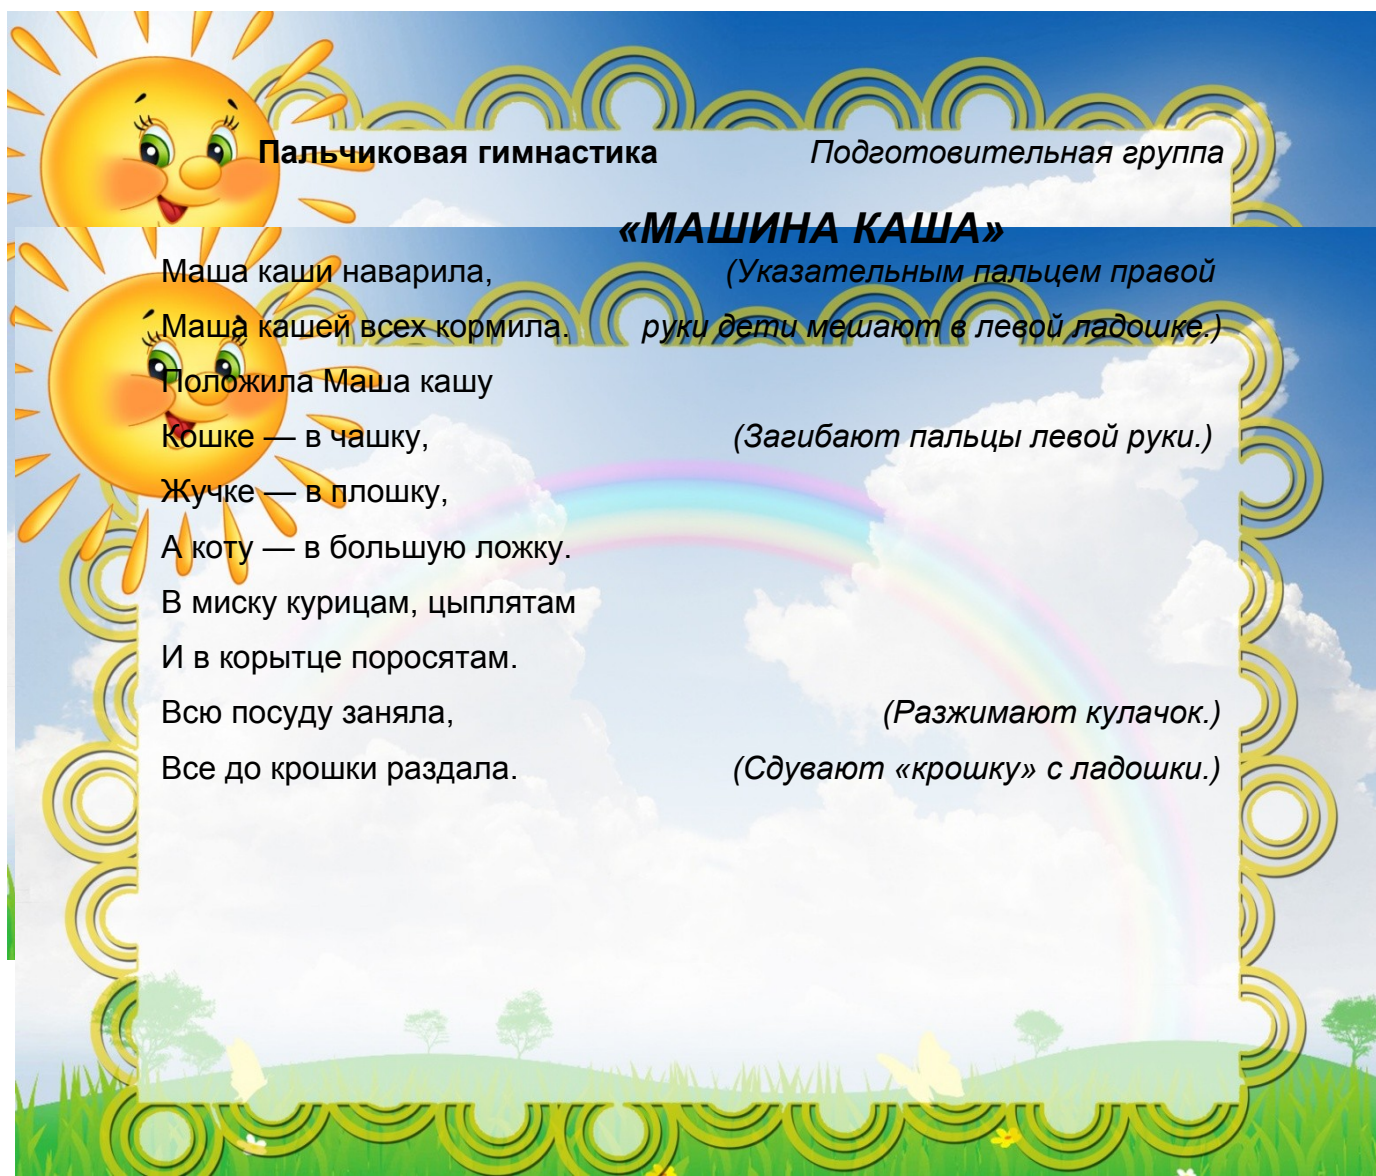 Пальчиковая гимнастика Подготовительная группа
«МАШИНА КАША»
Маша каши наварила, (Указательным пальцем правой
Маша кашей всех кормила. руки дети мешают в левой ладошке.)
Положила Маша кашу
Кошке — в чашку, (Загибают пальцы левой руки.)
Жучке — в плошку,
А коту — в большую ложку.
В миску курицам, цыплятам
И в корытце поросятам.
Всю посуду заняла, (Разжимают кулачок.)
Все до крошки раздала. (Сдувают «крошку» с ладошки.)